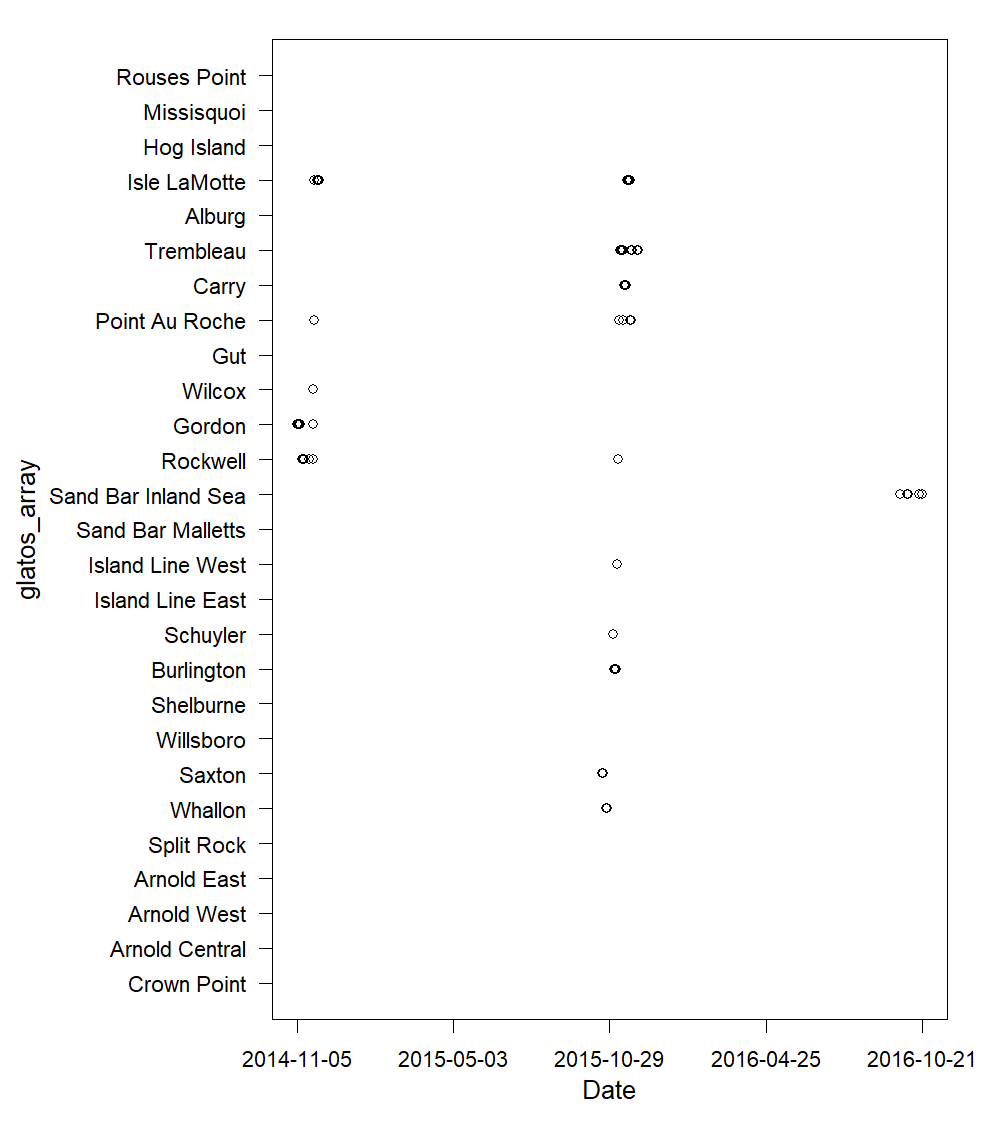 Rouses Point
Missisquoi
Hog Island
Isle LaMotte
Alburg
Trembleau
Carry
Point Au Roche
Gut
Wilcox
Gordon
Rockwell
Sand Bar Inland Sea
Sand Bar Malletts
Island Line West
Island Line East
Schuyler
Burlington
Shelburne
Willsboro
Saxton
Whallon
Split Rock
Arnold East
Arnold West
Arnold Central
Crown Point
glatos_array
2014-11-05 2015-05-03 2015-10-29 2016-04-25 2016-10-21
Date